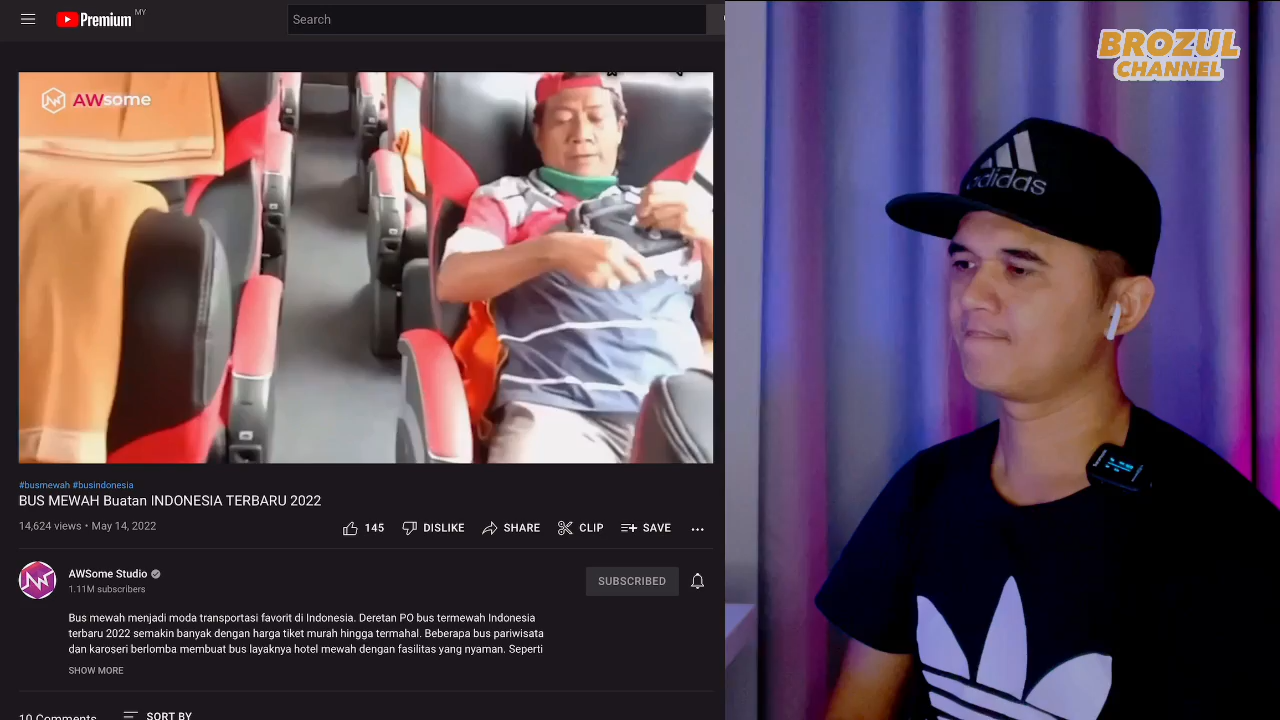 Premium
MY
Search
AWsome
#busmewah #busindonesia
BUS MEWAH Buatan INDONESIA TERBARU 2022
14,624 views • May 14, 2022
145
DISLIKE
SHARE
CLIP
SAVE
AWSome Studio
1.11M subscribers
SUBSCRIBED
Bus mewah menjadi moda transportasi favorit di Indonesia. Deretan PO bus termewah Indonesia
terbaru 2022 semakin banyak dengan harga tiket murah hingga termahal. Beberapa bus pariwisata
dan karoseri berlomba membuat bus layaknya hotel mewah dengan fasilitas yang nyaman. Seperti
SHOW MORE
10 Comments
SORT BY
BROZUL
CHANNEL
adidas